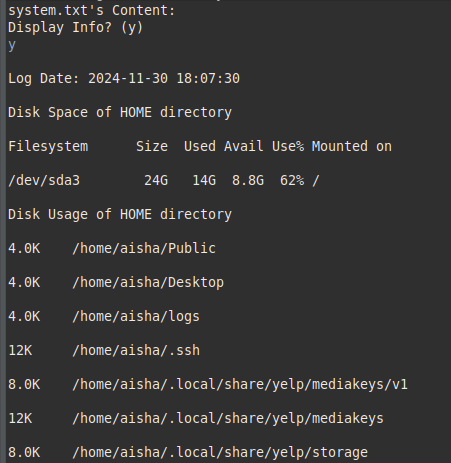 system.txt's Content:
Display Info? (y)
y
Log Date: 2024-11-30 18:07:30
Disk Space of HOME directory
Filesystem      Size  Used Avail Use% Mounted on
/dev/sda3        24G   14G  8.8G  62% /
Disk Usage of HOME directory
4.0K    /home/aisha/Public
4.0K    /home/aisha/Desktop
4.0K    /home/aisha/logs
12K     /home/aisha/.ssh
8.0K    /home/aisha/.local/share/yelp/mediakeys/v1
12K     /home/aisha/.local/share/yelp/mediakeys
8.0K    /home/aisha/.local/share/yelp/storage